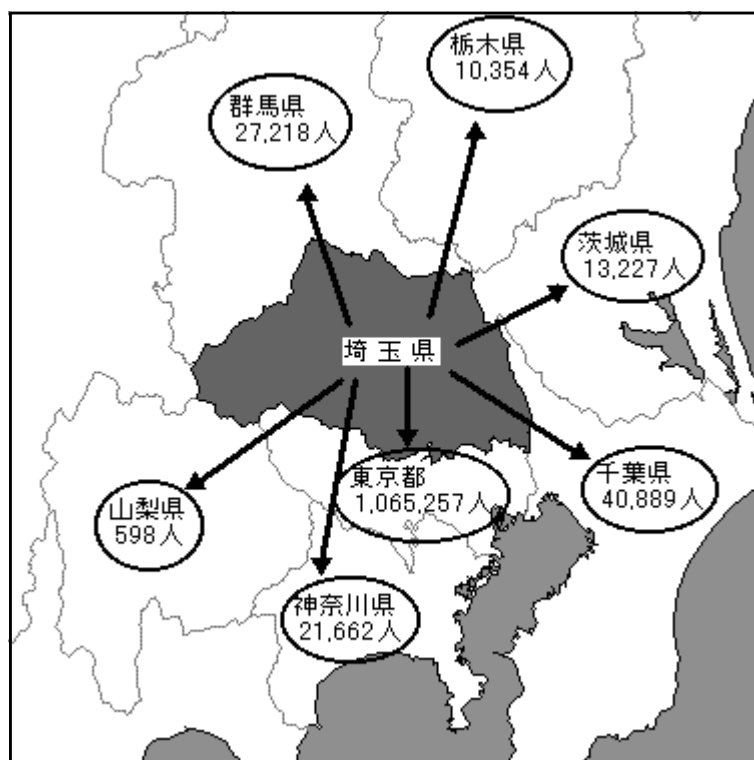 栃木県
10,354人
群馬県
27,218人
茨城県
13,227人
埼玉県
東京都
1,065,257人
千葉県
40,889人
山梨県
598人
神奈川県
21,662人